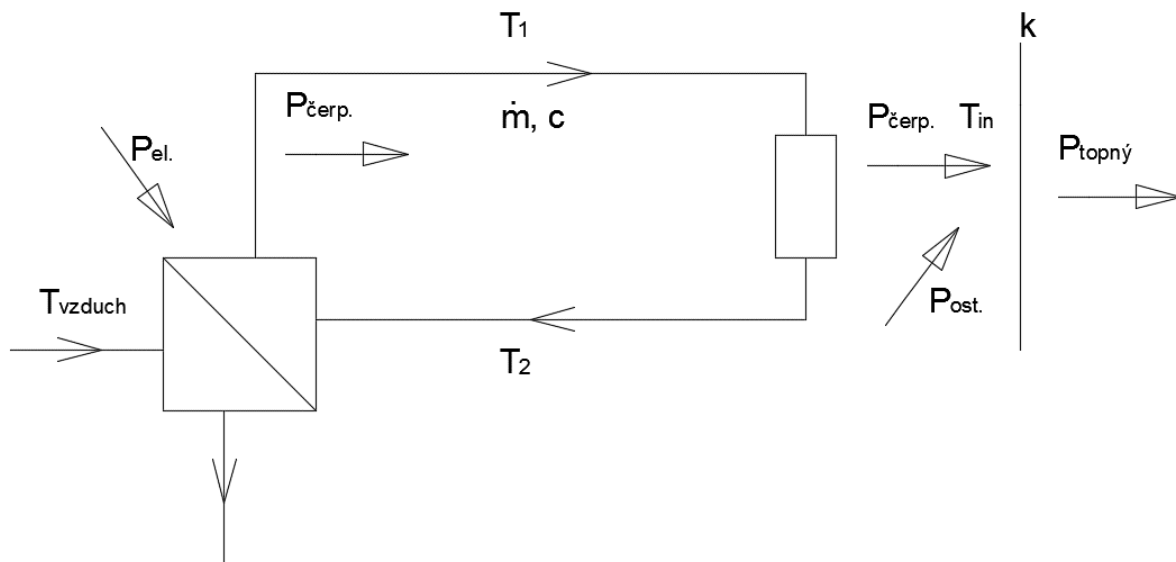 T1
k
Pčerp.
ṁ, c
Pčerp.
Tin
Pel.
Ptopný
Tvzduch
Post.
T2